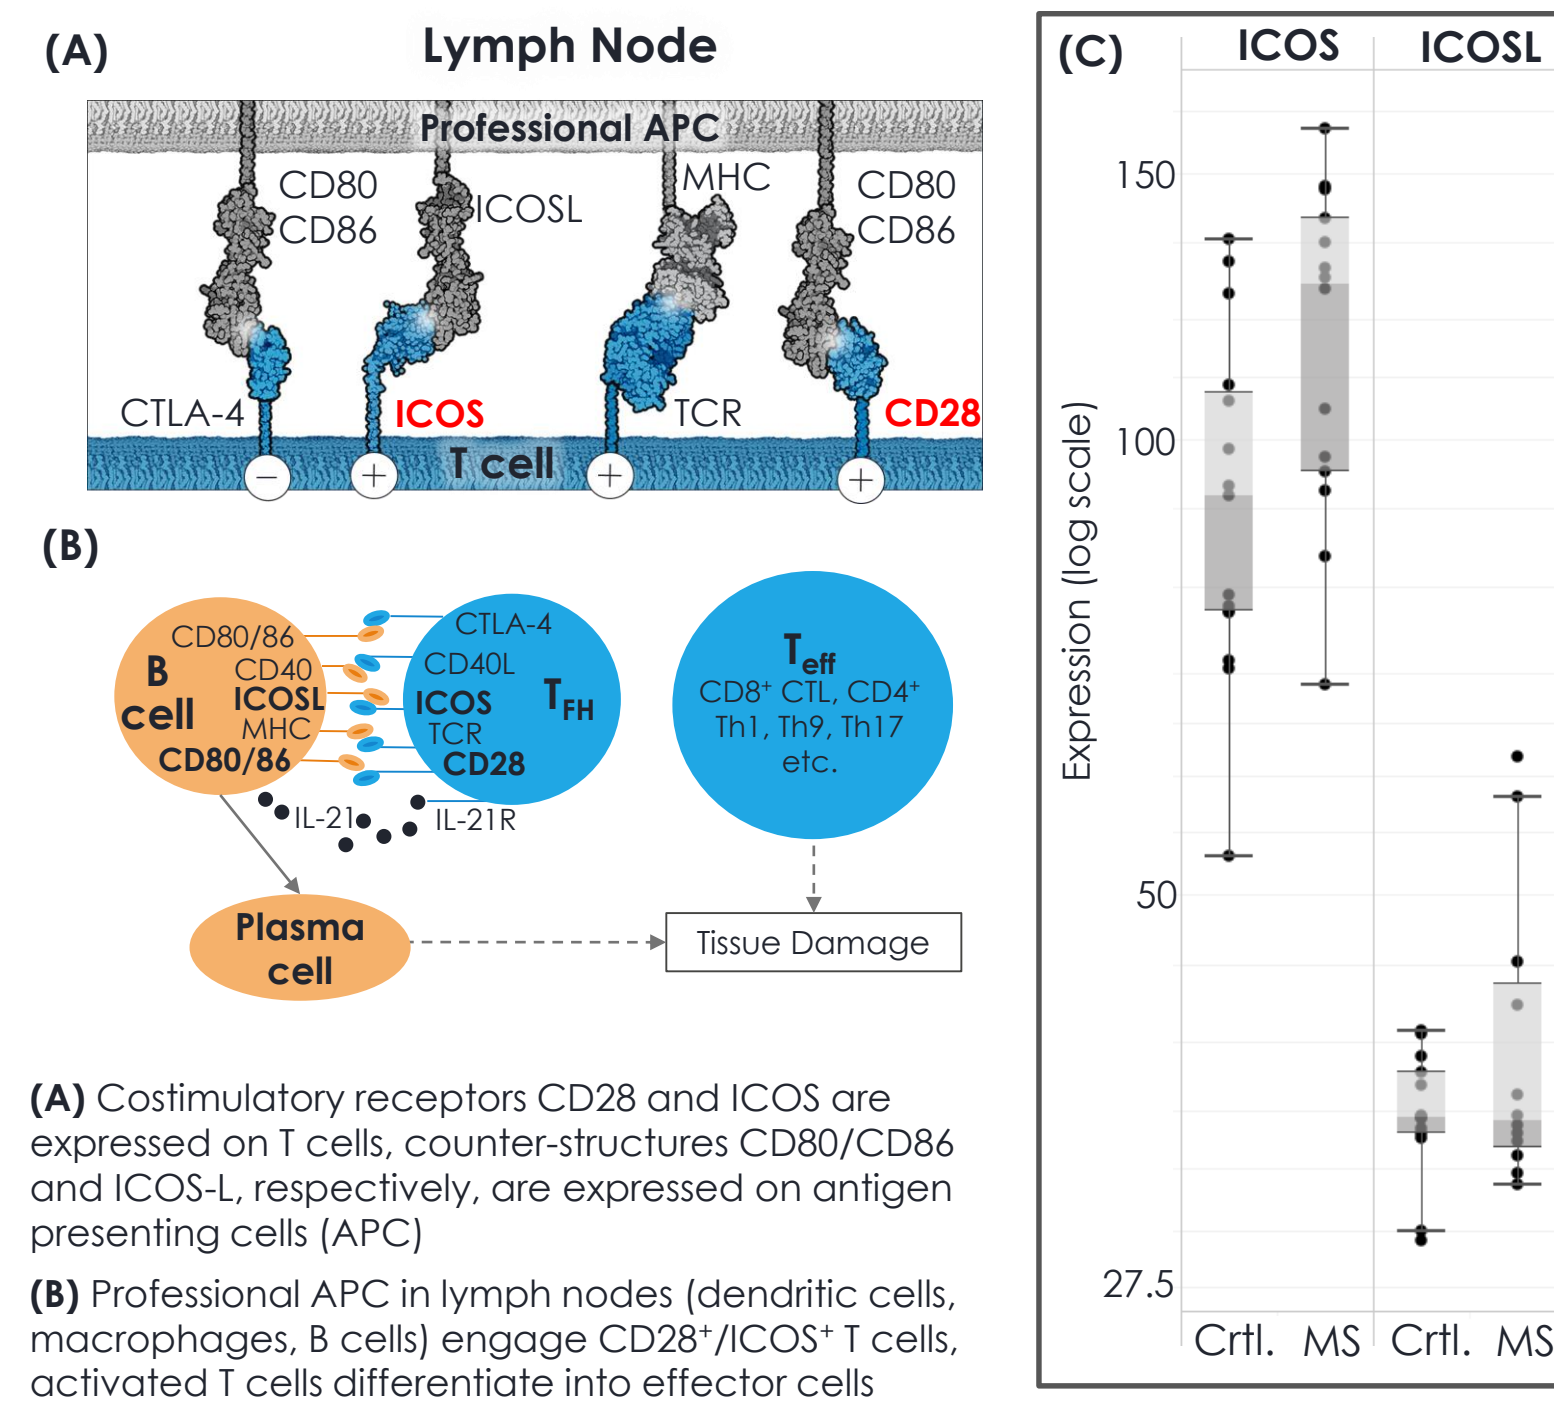 (A)
Lymph Node
Professional APC
CD80
CD86
ICOSL
MHC
CD80
CD86
CTLA-4
ICOS
TCR
CD28
T cell
−
+
+
+
(B)
CD80/86
CD40
B
cell
ICOSL
MHC
CD80/86
CTLA-4
CD40L
ICOS
TFH
TCR
CD28
IL-21
IL-21R
Teff
CD8+ CTL, CD4+
Th1, Th9, Th17
etc.
Plasma
cell
Tissue Damage
(A) Costimulatory receptors CD28 and ICOS are
expressed on T cells, counter-structures CD80/CD86
and ICOS-L, respectively, are expressed on antigen
presenting cells (APC)
(B) Professional APC in lymph nodes (dendritic cells,
macrophages, B cells) engage CD28+/ICOS+ T cells,
activated T cells differentiate into effector cells
(C)
ICOS
ICOSL
Expression (log scale)
150
100
50
27.5
Crtl.
MS
Crtl.
MS